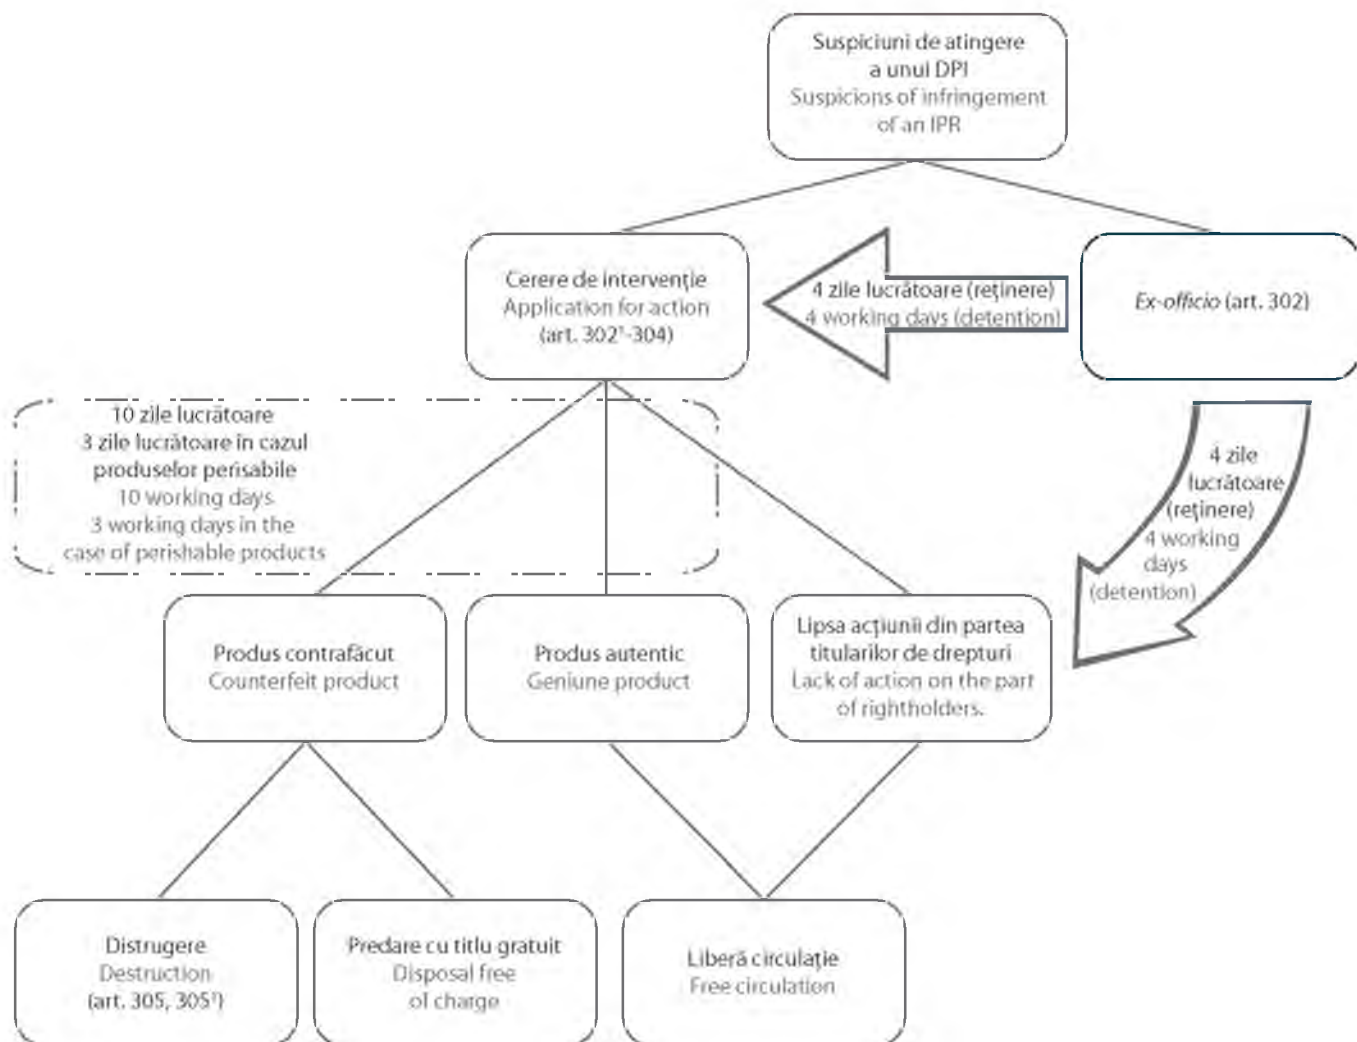 Suspiciuni de atingere
a unui DPI
Suspicions of infringement
of an IPR
Cerere de intervenție
Application for action
(art. 302¹-304)
4 zile lucrătoare (reținere)
4 working days (detention)
Ex-officio (art. 302)
10 zile lucrătoare
3 zile lucrătoare în cazul
produselor perisabile
10 working days
3 working days in the
case of perishable products
4 zile
lucrătoare
(reținere)
4 working
days
(detention)
Produs contrafăcut
Counterfeit product
Produs autentic
Geniune product
Lipsa acțiunii din partea
titularilor de drepturi
Lack of action on the part
of rightholders.
Distrugere
Destruction
(art. 305, 305¹)
Predare cu titlu gratuit
Disposal free
of charge
Liberă circulație
Free circulation